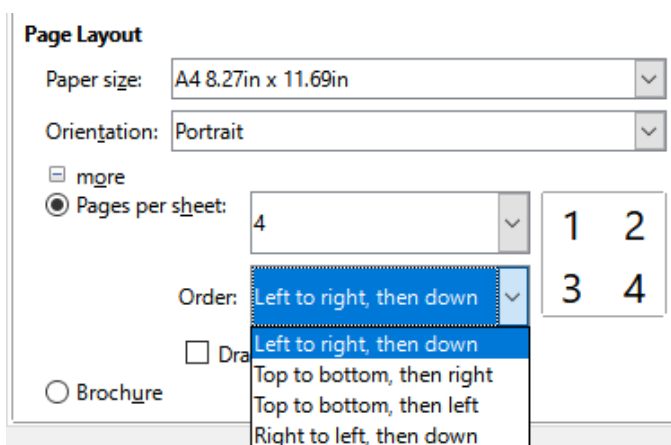 Page Layout
Paper size: A4 8.27in x 11.69in
Orientation: Portrait
more
Pages per sheet: 4
1 2
3 4
Order: Left to right, then down
Left to right, then down
Dra
Top to bottom, then right
Top to bottom, then left
Brochure
Right to left, then down